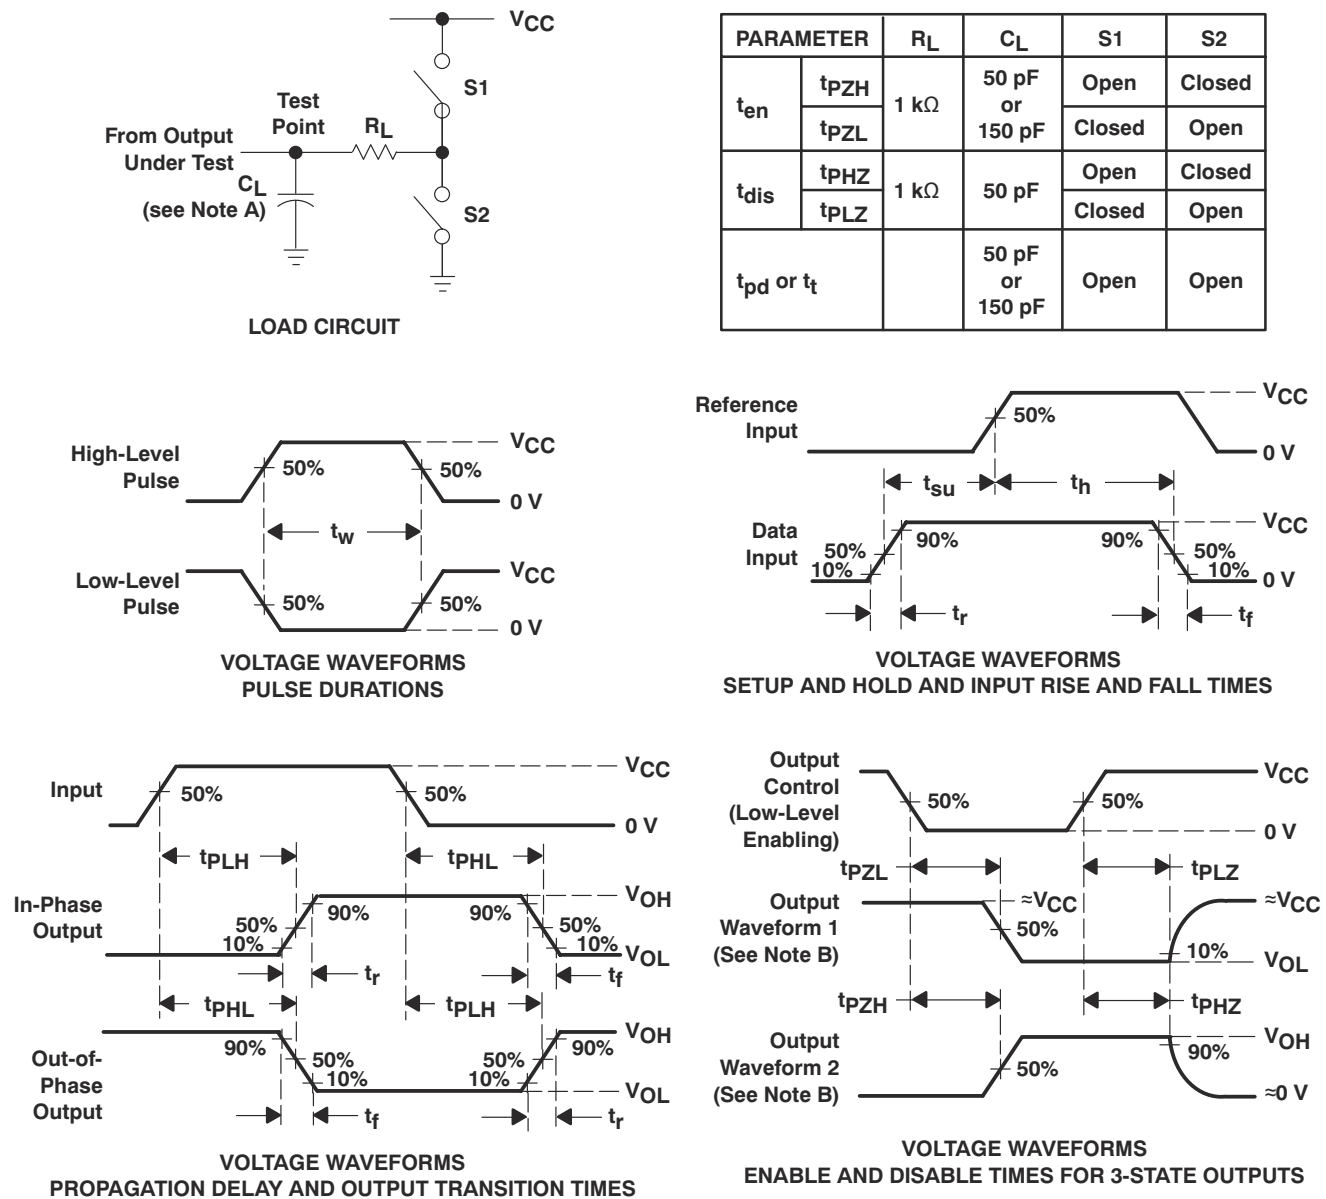 VCC
S1
Test
Point
RL
From Output
Under Test
CL
(see Note A)
S2
LOAD CIRCUIT
PARAMETER RL CL S1 S2
ten tPZH 1 kΩ 50 pF or 150 pF Open Closed
tPZL Closed Open
tdis tPHZ 1 kΩ 50 pF Open Closed
tPLZ Closed Open
tpd or tt 50 pF or 150 pF Open Open
High-Level
Pulse
50%
50%
VCC
0 V
tw
Low-Level
Pulse
50%
50%
VCC
0 V
VOLTAGE WAVEFORMS
PULSE DURATIONS
Reference
Input
50%
VCC
0 V
tsu
th
Data
Input
50%
10%
90%
90%
50%
10%
VCC
0 V
tr
tf
VOLTAGE WAVEFORMS
SETUP AND HOLD AND INPUT RISE AND FALL TIMES
Input
50%
50%
VCC
0 V
tPLH
tPHL
In-Phase
Output
50%
10%
90%
90%
50%
10%
VOH
VOL
tr
tf
tPHL
tPLH
Out-of-
Phase
Output
90%
50%
10%
50%
10%
90%
VOH
VOL
tf
tr
VOLTAGE WAVEFORMS
PROPAGATION DELAY AND OUTPUT TRANSITION TIMES
Output
Control
(Low-Level
Enabling)
50%
50%
VCC
0 V
tPZL
tPLZ
Output
Waveform 1
(See Note B)
≈VCC
50%
10%
≈VCC
VOL
tPZH
tPHZ
Output
Waveform 2
(See Note B)
50%
90%
VOH
≈0 V
VOLTAGE WAVEFORMS
ENABLE AND DISABLE TIMES FOR 3-STATE OUTPUTS